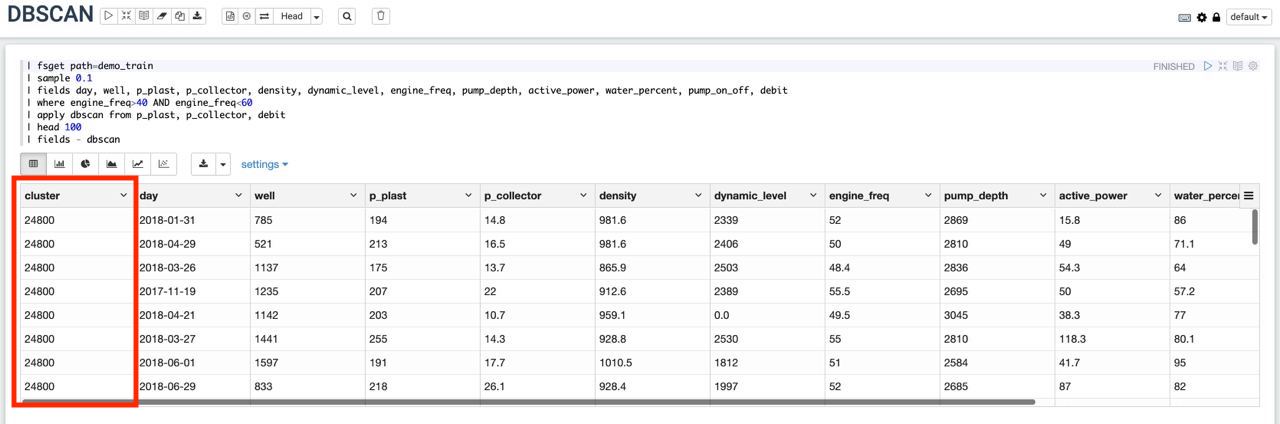 DBSCAN
Head
default
| fsget path=demo_train
FINISHED
| sample 0.1
| fields day, well, p_plast, p_collector, density, dynamic_level, engine_freq, pump_depth, active_power, water_percent, pump_on_off, debit
| where engine_freq>40 AND engine_freq<60
| apply dbscan from p_plast, p_collector, debit
| head 100
| fields - dbscan
settings
cluster day well p_plast p_collector density dynamic_level engine_freq pump_depth active_power water_percer
24800 2018-01-31 785 194 14.8 981.6 2339 52 2869 15.8 86
24800 2018-04-29 521 213 16.5 981.6 2406 50 2810 49 71.1
24800 2018-03-26 1137 175 13.7 865.9 2503 48.4 2836 54.3 64
24800 2017-11-19 1235 207 22 912.6 2389 55.5 2695 50 57.2
24800 2018-04-21 1142 203 10.7 959.1 0.0 49.5 3045 38.3 77
24800 2018-03-27 1441 255 14.3 928.8 2530 55 2810 118.3 80.1
24800 2018-06-01 1597 191 17.7 1010.5 1812 51 2584 41.7 95
24800 2018-06-29 833 218 26.1 928.4 1997 52 2685 87 82